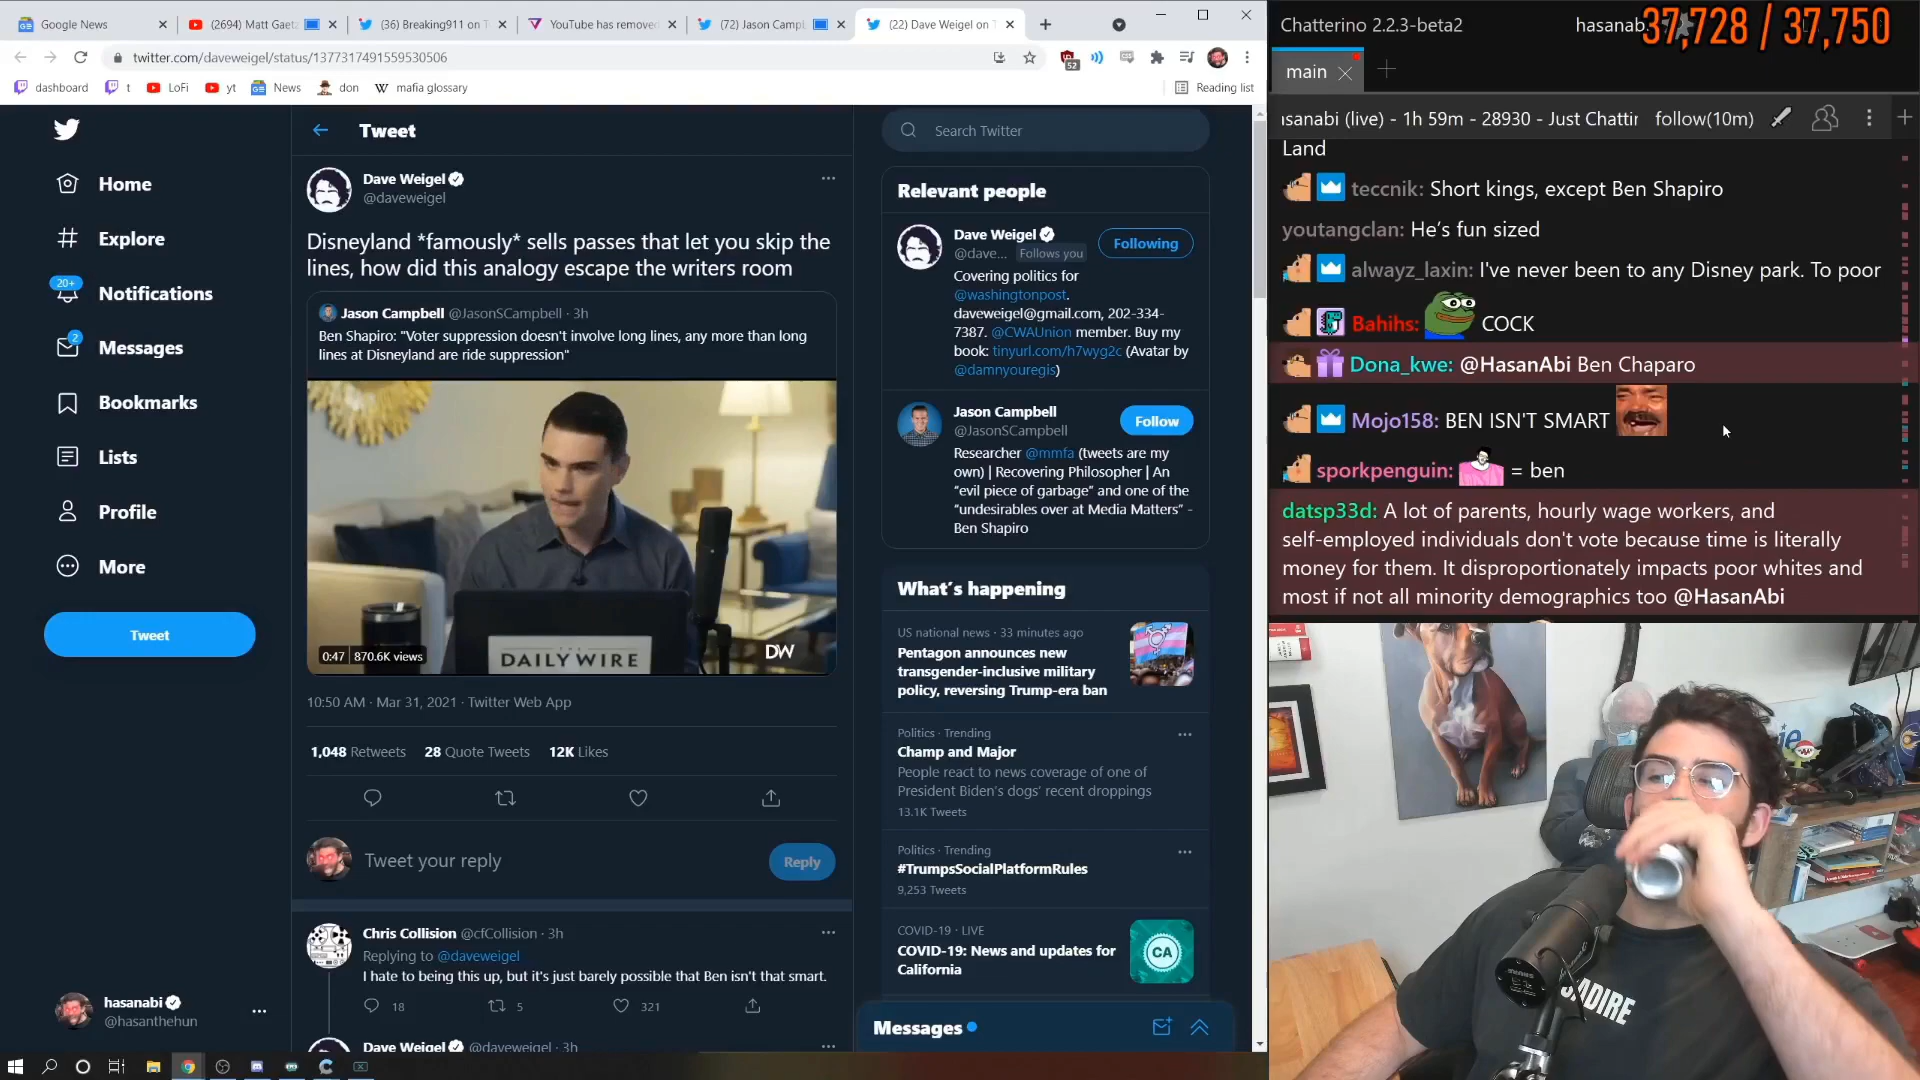 Google News
(2694) Matt Gaetz
(36) Breaking911 on T
YouTube has removed
(72) Jason Campl
(22) Dave Weigel on T
twitter.com/daveweigel/status/1377317491559530506
52
dashboard
t
LoFi
yt
News
don
mafia glossary
Reading list
Tweet
Search Twitter
Home
Explore
20+
Notifications
2
Messages
Bookmarks
Lists
Profile
More
Tweet
hasanabi
@hasanthehun
Dave Weigel
@daveweigel
Disneyland *famously* sells passes that let you skip the
lines, how did this analogy escape the writers room
Jason Campbell @JasonSCampbell · 3h
Ben Shapiro: "Voter suppression doesn't involve long lines, any more than long
lines at Disneyland are ride suppression"
DAILYWIRE
DW
0:47 870.6K views
10:50 AM · Mar 31, 2021 · Twitter Web App
1,048 Retweets 28 Quote Tweets 12K Likes
Tweet your reply
Reply
Chris Collision @cfCollision · 3h
Replying to @daveweigel
I hate to being this up, but it's just barely possible that Ben isn't that smart.
18 5 321
Dave Weigel @daveweigel · 3h
Relevant people
Dave Weigel
@dave... Follows you
Following
Covering politics for
@washingtonpost.
daveweigel@gmail.com, 202-334-
7387. @CWAUnion member. Buy my
book: tinyurl.com/h7wyg2c (Avatar by
@damnyouregis)
Jason Campbell
@JasonSCampbell
Follow
Researcher @mmfa (tweets are my
own) | Recovering Philosopher | An
"evil piece of garbage" and one of the
"undesirables over at Media Matters" -
Ben Shapiro
What's happening
US national news · 33 minutes ago
Pentagon announces new
transgender-inclusive military
policy, reversing Trump-era ban
Politics · Trending
Champ and Major
People react to news coverage of one of
President Biden's dogs' recent droppings
13.1K Tweets
Politics · Trending
#TrumpsSocialPlatformRules
9,253 Tweets
COVID-19 · LIVE
COVID-19: News and updates for
California
CA
Messages
Chatterino 2.2.3-beta2
hasanab
37,728 / 37,750
main
asanabi (live) - 1h 59m - 28930 - Just Chattir
follow(10m)
Land
teccnik: Short kings, except Ben Shapiro
youtangclan: He's fun sized
alwayz_laxin: I've never been to any Disney park. To poor
Bahihs: COCK
Dona_kwe: @HasanAbi Ben Chaparo
Mojo158: BEN ISN'T SMART
sporkpenguin: = ben
datsp33d: A lot of parents, hourly wage workers, and
self-employed individuals don't vote because time is literally
money for them. It disproportionately impacts poor whites and
most if not all minority demographics too @HasanAbi